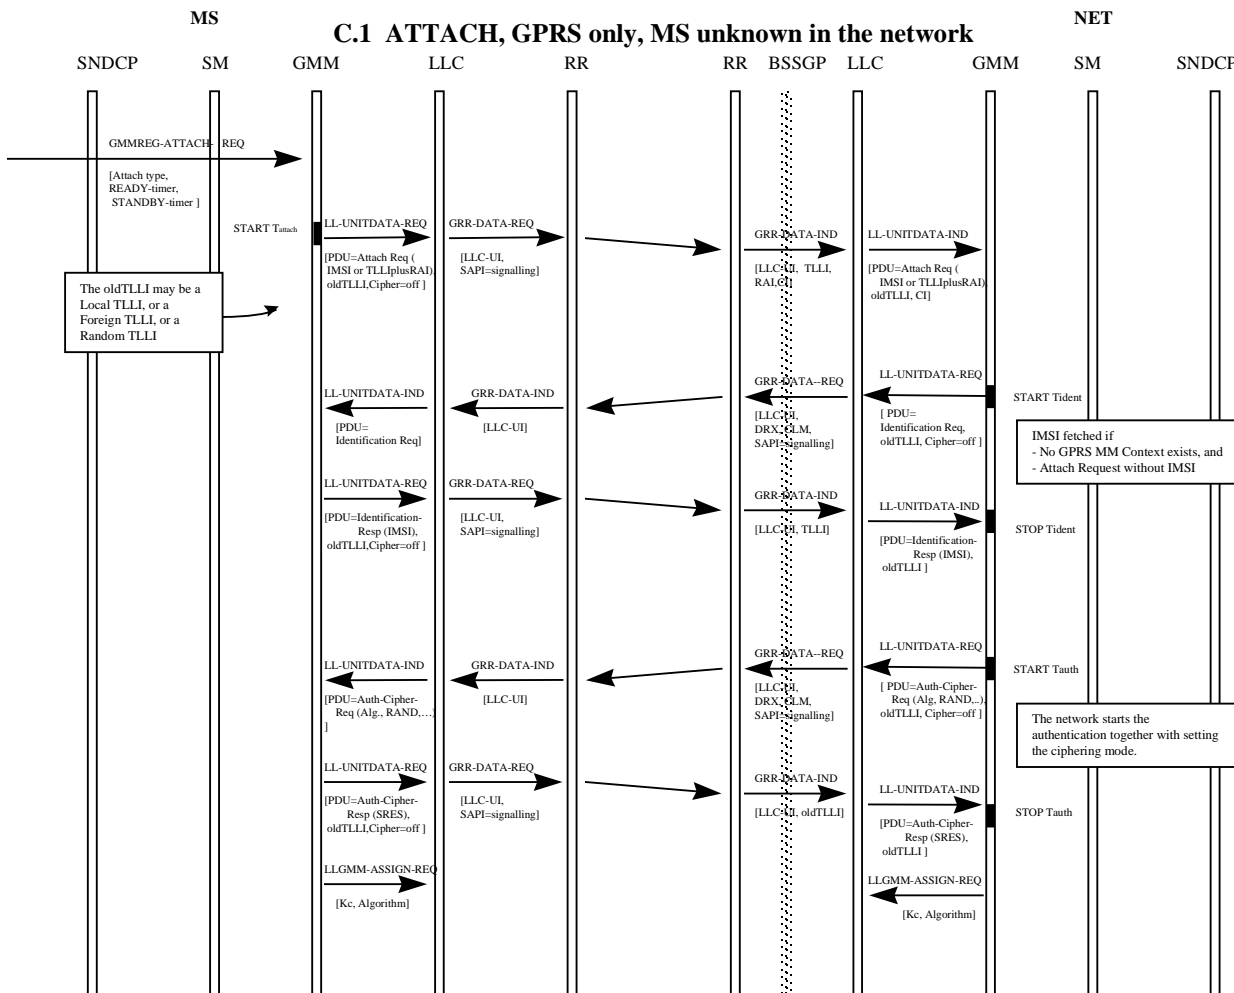 MS
NET
C.1  ATTACH, GPRS only, MS unknown in the network
SNDCP SM GMM LLC RR RR BSSGP LLC GMM SM SNDCP
GMMREG-ATTACH- REQ
[Attach type,
READY-timer,
STANDBY-timer ]
START Tattach
LL-UNITDATA-REQ
[PDU=Attach Req (
IMSI or TLLIplusRAI),
oldTLLI,Cipher=off ]
GRR-DATA-REQ
[LLC-UI,
SAPI=signalling]
GRR-DATA-IND
[LLC-UI, TLLI,
RAI,CI]
LL-UNITDATA-IND
[PDU=Attach Req (
IMSI or TLLIplusRAI),
oldTLLI, CI]
The oldTLLI may be a
Local TLLI, or a
Foreign TLLI, or a
Random TLLI
LL-UNITDATA-IND
[PDU=
Identification Req]
GRR-DATA-IND
[LLC-UI]
GRR-DATA--REQ
[LLC-UI,
DRX, CLM,
SAPI=signalling]
LL-UNITDATA-REQ
[ PDU=
Identification Req,
oldTLLI, Cipher=off ]
START Tident
IMSI fetched if
- No GPRS MM Context exists, and
- Attach Request without IMSI
LL-UNITDATA-REQ
[PDU=Identification-
Resp (IMSI),
oldTLLI,Cipher=off ]
GRR-DATA-REQ
[LLC-UI,
SAPI=signalling]
GRR-DATA-IND
[LLC-UI, TLLI]
LL-UNITDATA-IND
[PDU=Identification-
Resp (IMSI),
oldTLLI ]
STOP Tident
LL-UNITDATA-IND
[PDU=Auth-Cipher-
Req (Alg., RAND,…)
]
GRR-DATA-IND
[LLC-UI]
GRR-DATA--REQ
[LLC-UI,
DRX, CLM,
SAPI=signalling]
LL-UNITDATA-REQ
[ PDU=Auth-Cipher-
Req (Alg, RAND,..),
oldTLLI, Cipher=off ]
START Tauth
The network starts the
authentication together with setting
the ciphering mode.
LL-UNITDATA-REQ
[PDU=Auth-Cipher-
Resp (SRES),
oldTLLI,Cipher=off ]
GRR-DATA-REQ
[LLC-UI,
SAPI=signalling]
GRR-DATA-IND
[LLC-UI, oldTLLI]
LL-UNITDATA-IND
[PDU=Auth-Cipher-
Resp (SRES),
oldTLLI ]
STOP Tauth
LLGMM-ASSIGN-REQ
[Kc, Algorithm]
LLGMM-ASSIGN-REQ
[Kc, Algorithm]